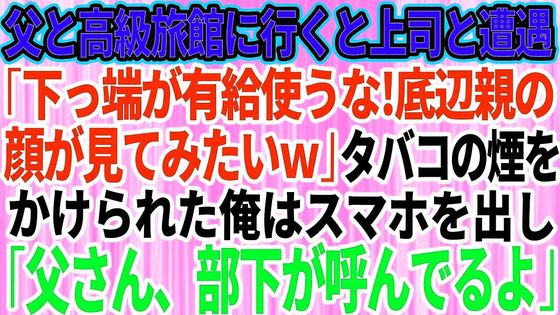 父と高級旅館に行くと上司と遭遇
「下っ端が有給使うな!底辺親の
顔が見てみたいw」タバコの煙を
かけられた俺はスマホを出し
「父さん、部下が呼んでるよ」